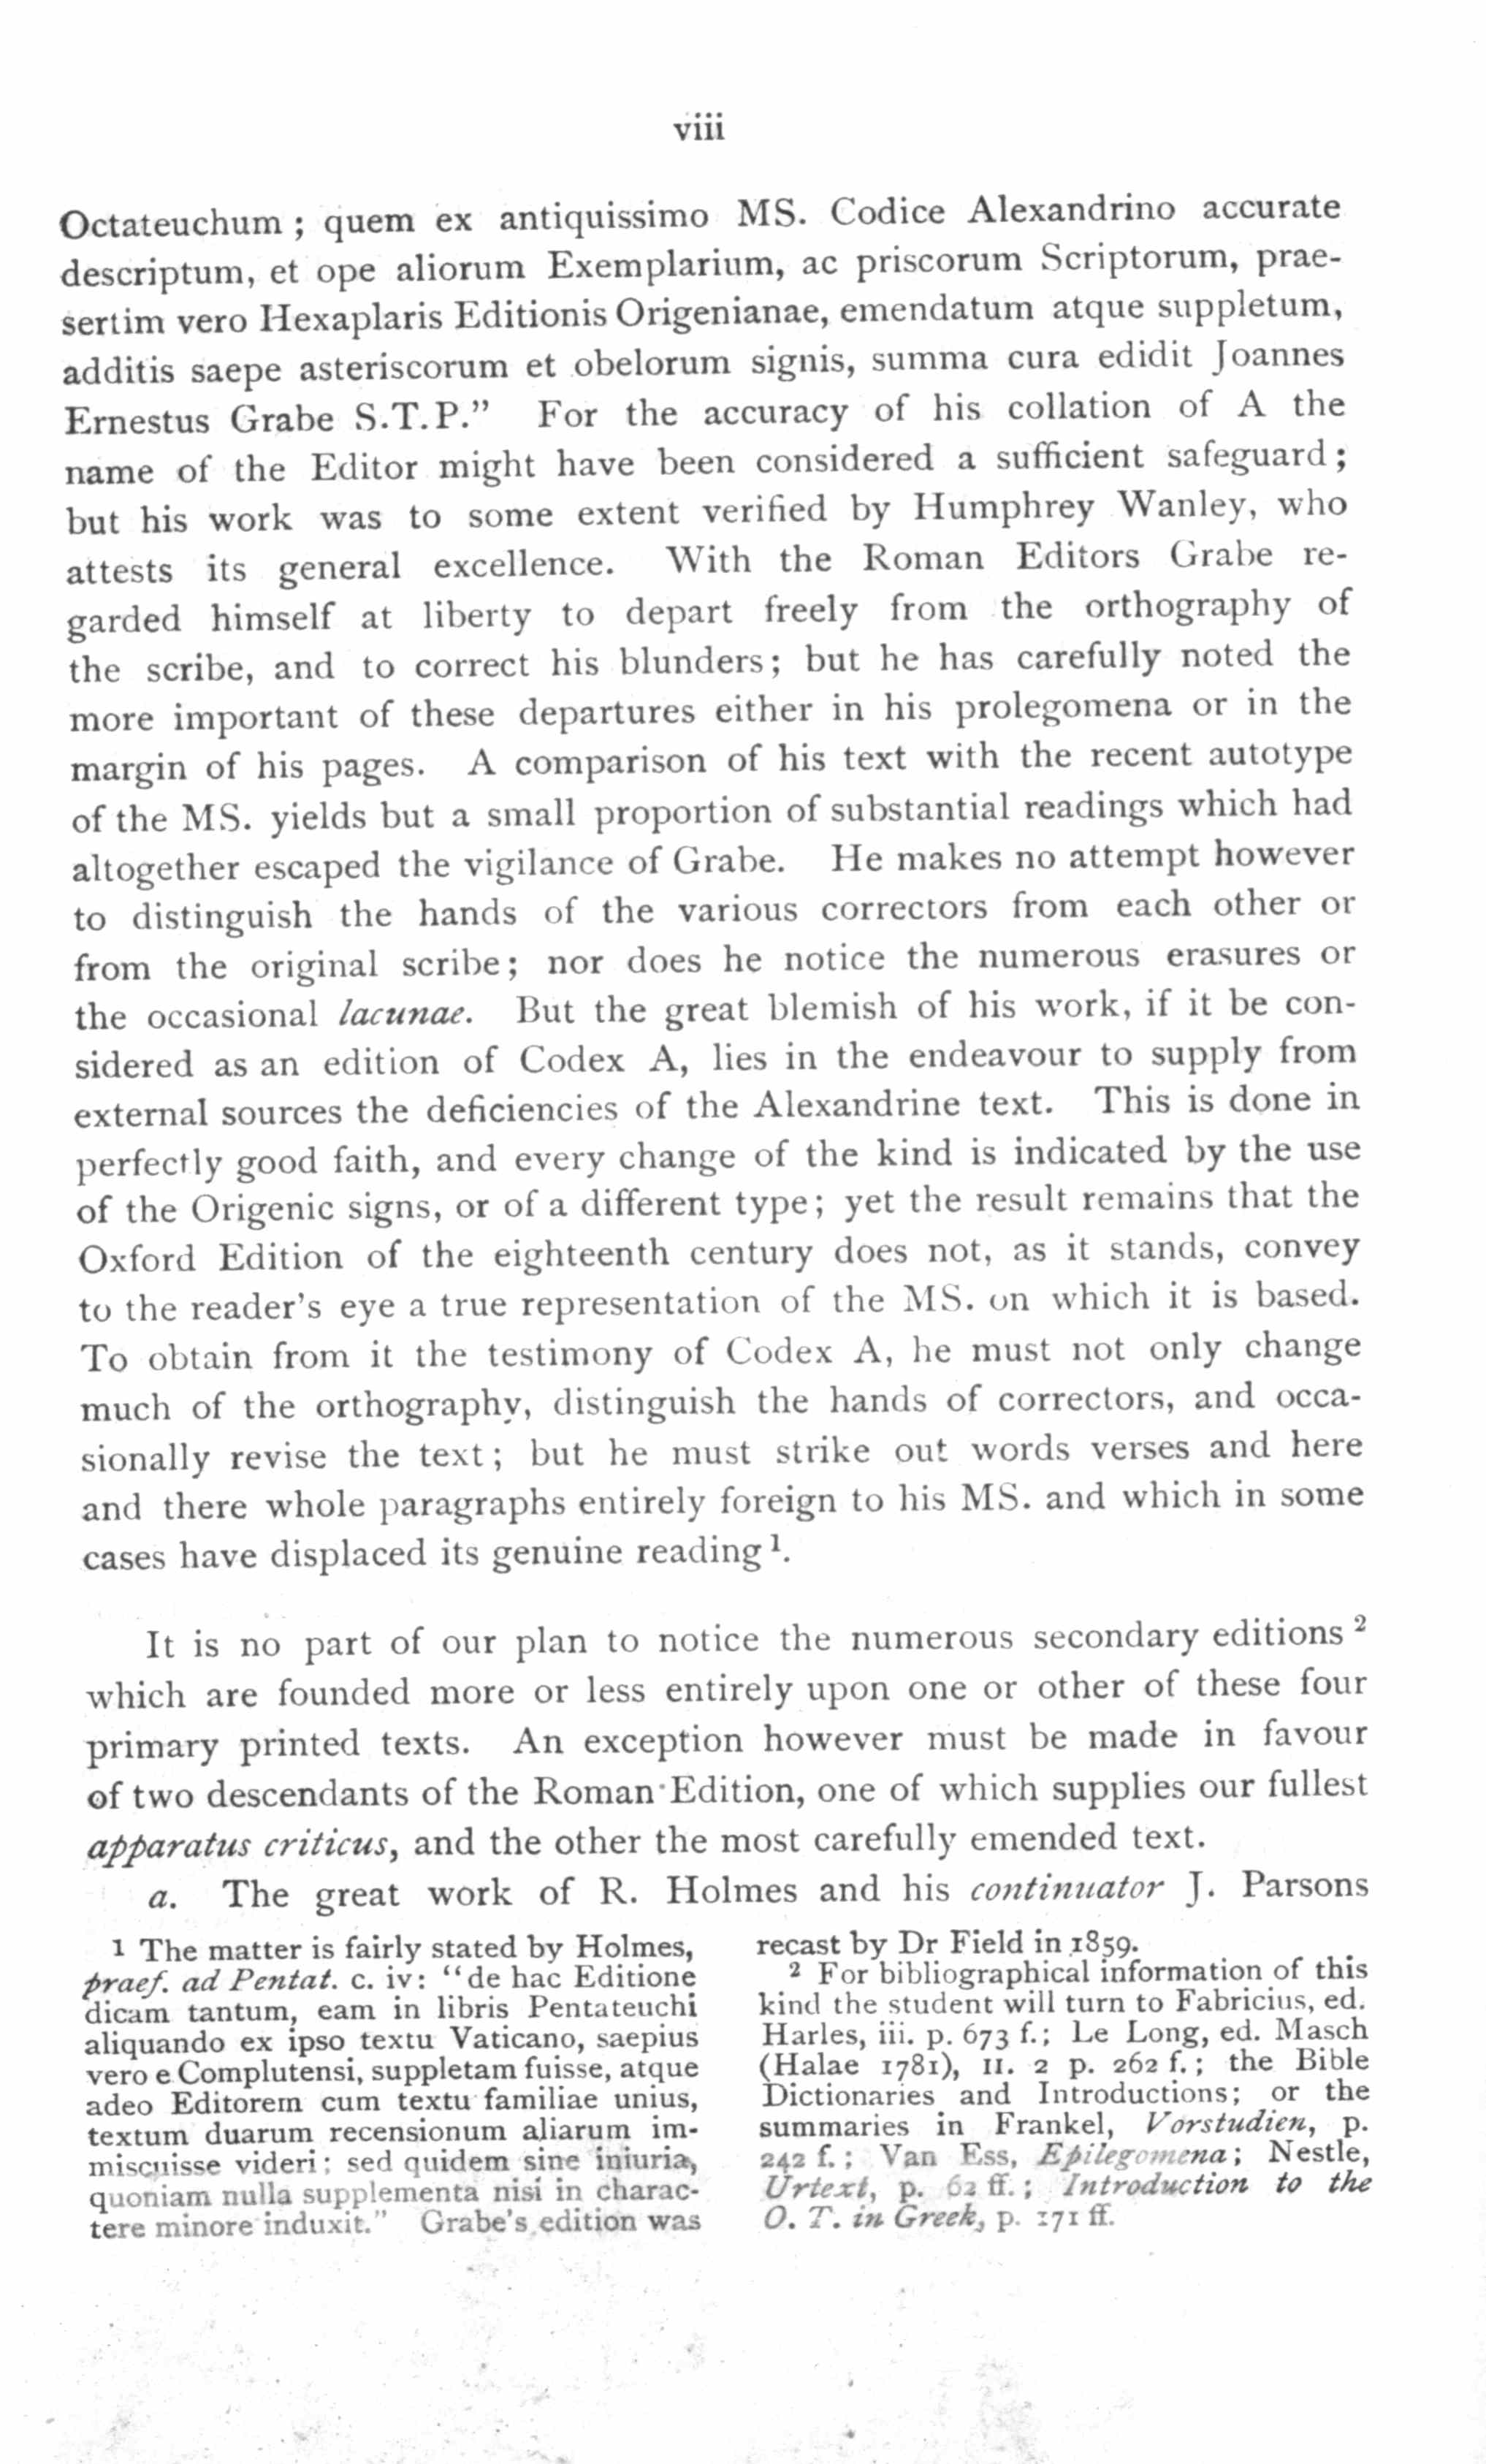 viii
Octateuchum ; quem ex antiquissimo MS. Codice Alexandrino accurate
descriptum, et ope aliorum Exemplarium, ac priscorum Scriptorum, prae-
sertim vero Hexaplaris Editionis Origenianae, emendatum atque suppletum,
additis saepe asteriscorum et obelorum signis, summa cura edidit Joannes
Ernestus Grabe S.T.P.” For the accuracy of his collation of A the
name of the Editor might have been considered a sufficient safeguard;
but his work was to some extent verified by Humphrey Wanley, who
attests its general excellence. With the Roman Editors Grabe re-
garded himself at liberty to depart freely from the orthography of
the scribe, and to correct his blunders; but he has carefully noted the
more important of these departures either in his prolegomena or in the
margin of his pages. A comparison of his text with the recent autotype
of the MS. yields but a small proportion of substantial readings which had
altogether escaped the vigilance of Grabe. He makes no attempt however
to distinguish the hands of the various correctors from each other or
from the original scribe; nor does he notice the numerous erasures or
the occasional lacunae. But the great blemish of his work, if it be con-
sidered as an edition of Codex A, lies in the endeavour to supply from
external sources the deficiencies of the Alexandrine text. This is done in
perfectly good faith, and every change of the kind is indicated by the use
of the Origenic signs, or of a different type; yet the result remains that the
Oxford Edition of the eighteenth century does not, as it stands, convey
to the reader's eye a true representation of the MS. on which it is based.
To obtain from it the testimony of Codex A, he must not only change
much of the orthography, distinguish the hands of correctors, and occa-
sionally revise the text; but he must strike out words verses and here
and there whole paragraphs entirely foreign to his MS. and which in some
cases have displaced its genuine reading¹.
It is no part of our plan to notice the numerous secondary editions²
which are founded more or less entirely upon one or other of these four
primary printed texts. An exception however must be made in favour
of two descendants of the Roman Edition, one of which supplies our fullest
apparatus criticus, and the other the most carefully emended text.
a. The great work of R. Holmes and his continuator J. Parsons
1 The matter is fairly stated by Holmes,
praef. ad Pentat. c. iv: “de hac Editione
dicam tantum, eam in libris Pentateuchi
aliquando ex ipso textu Vaticano, saepius
vero e Complutensi, suppletam fuisse, atque
adeo Editorem cum textu familiae unius,
textum duarum recensionum aliarum im-
miscuisse videri; sed quidem sine iniuria,
quoniam nulla supplementa nisi in charac-
tere minore induxit.” Grabe's edition was
recast by Dr Field in 1859.
2 For bibliographical information of this
kind the student will turn to Fabricius, ed.
Harles, iii. p. 673 f.; Le Long, ed. Masch
(Halae 1781), II. 2 p. 262 f.; the Bible
Dictionaries and Introductions; or the
summaries in Frankel, Vorstudien, p.
242 f.; Van Ess, Epilegomena; Nestle,
Urtext, p. 62 ff.; Introduction to the
O. T. in Greek, p. 171 ff.